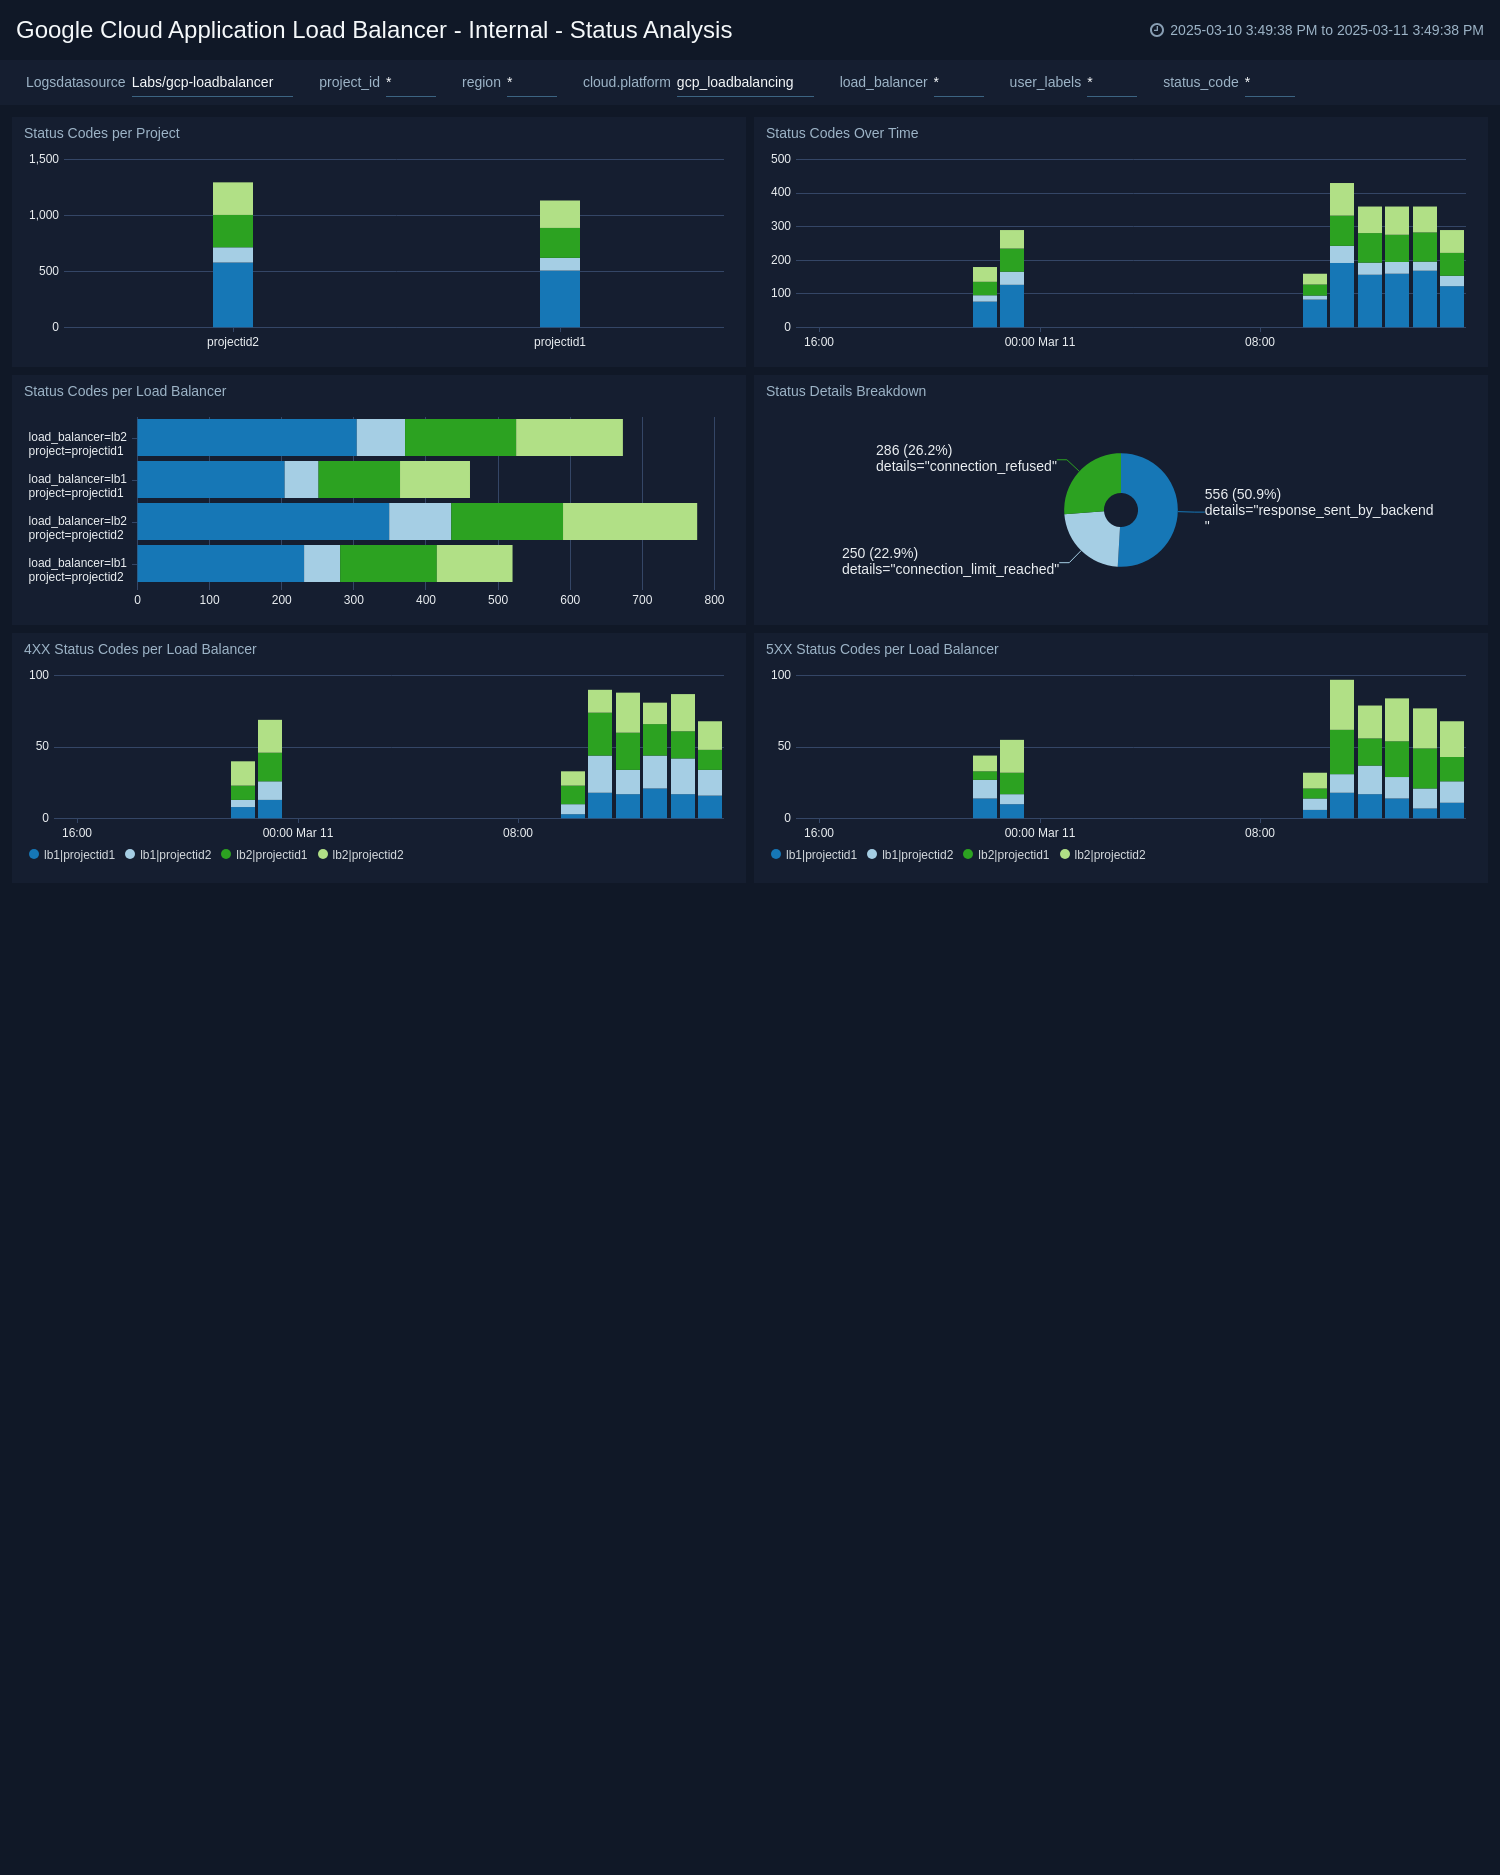 Google Cloud Application Load Balancer - Internal - Status Analysis
2025-03-10 3:49:38 PM to 2025-03-11 3:49:38 PM
Logsdatasource Labs/gcp-loadbalancer project_id * region * cloud.platform gcp_loadbalancing load_balancer * user_labels * status_code *
Status Codes per Project
1,500
1,000
500
0
projectid2 projectid1
Status Codes Over Time
500
400
300
200
100
0
16:00 00:00 Mar 11 08:00
Status Codes per Load Balancer
load_balancer=lb2
project=projectid1
load_balancer=lb1
project=projectid1
load_balancer=lb2
project=projectid2
load_balancer=lb1
project=projectid2
0 100 200 300 400 500 600 700 800
Status Details Breakdown
286 (26.2%)
details="connection_refused"
556 (50.9%)
details="response_sent_by_backend
"
250 (22.9%)
details="connection_limit_reached"
4XX Status Codes per Load Balancer
100
50
0
16:00 00:00 Mar 11 08:00
lb1|projectid1 lb1|projectid2 lb2|projectid1 lb2|projectid2
5XX Status Codes per Load Balancer
100
50
0
16:00 00:00 Mar 11 08:00
lb1|projectid1 lb1|projectid2 lb2|projectid1 lb2|projectid2